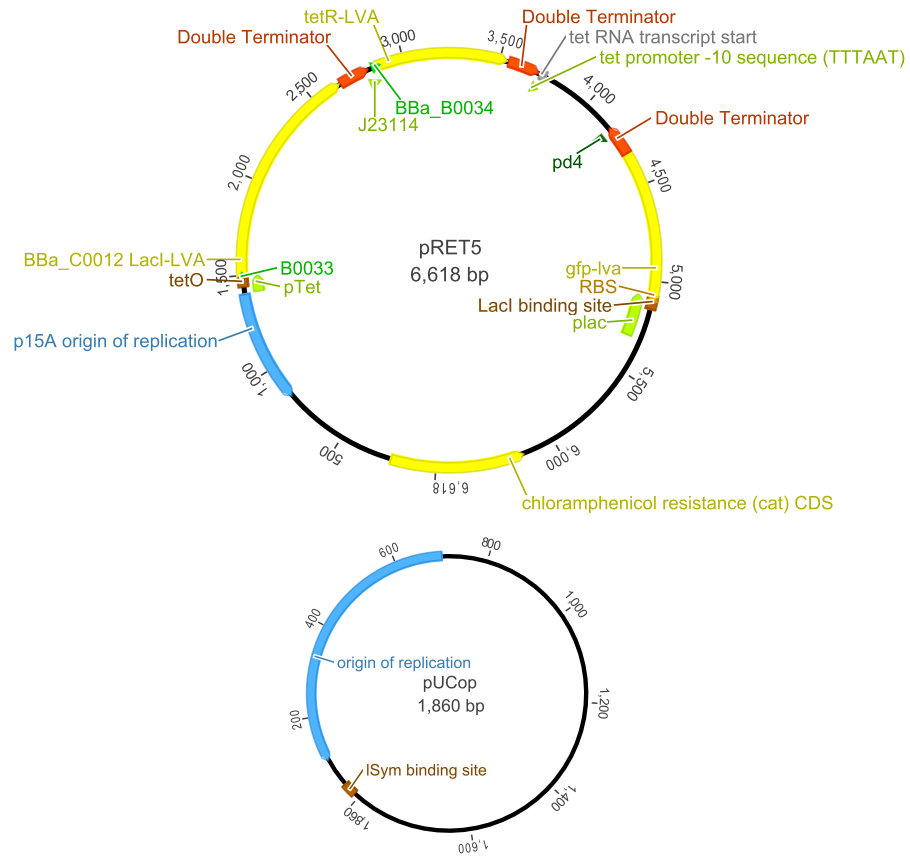 tetR-LVA
Double Terminator
3,000
3,500
Double Terminator
tet RNA transcript start
tet promoter -10 sequence (TTTAAT)
2,500
BBa_B0034
J23114
4,000
Double Terminator
pd4
2,000
4,500
pRET5
6,618 bp
BBa_C0012 LacI-LVA
B0033
gfp-lva
1,500
tetO
pTet
RBS
5,000
LacI binding site
plac
p15A origin of replication
1,000
5,500
500
6,000
6,618
chloramphenicol resistance (cat) CDS
600
800
400
1,000
origin of replication
pUCop
1,860 bp
200
1,200
lSym binding site
1,860
1,400
1,600